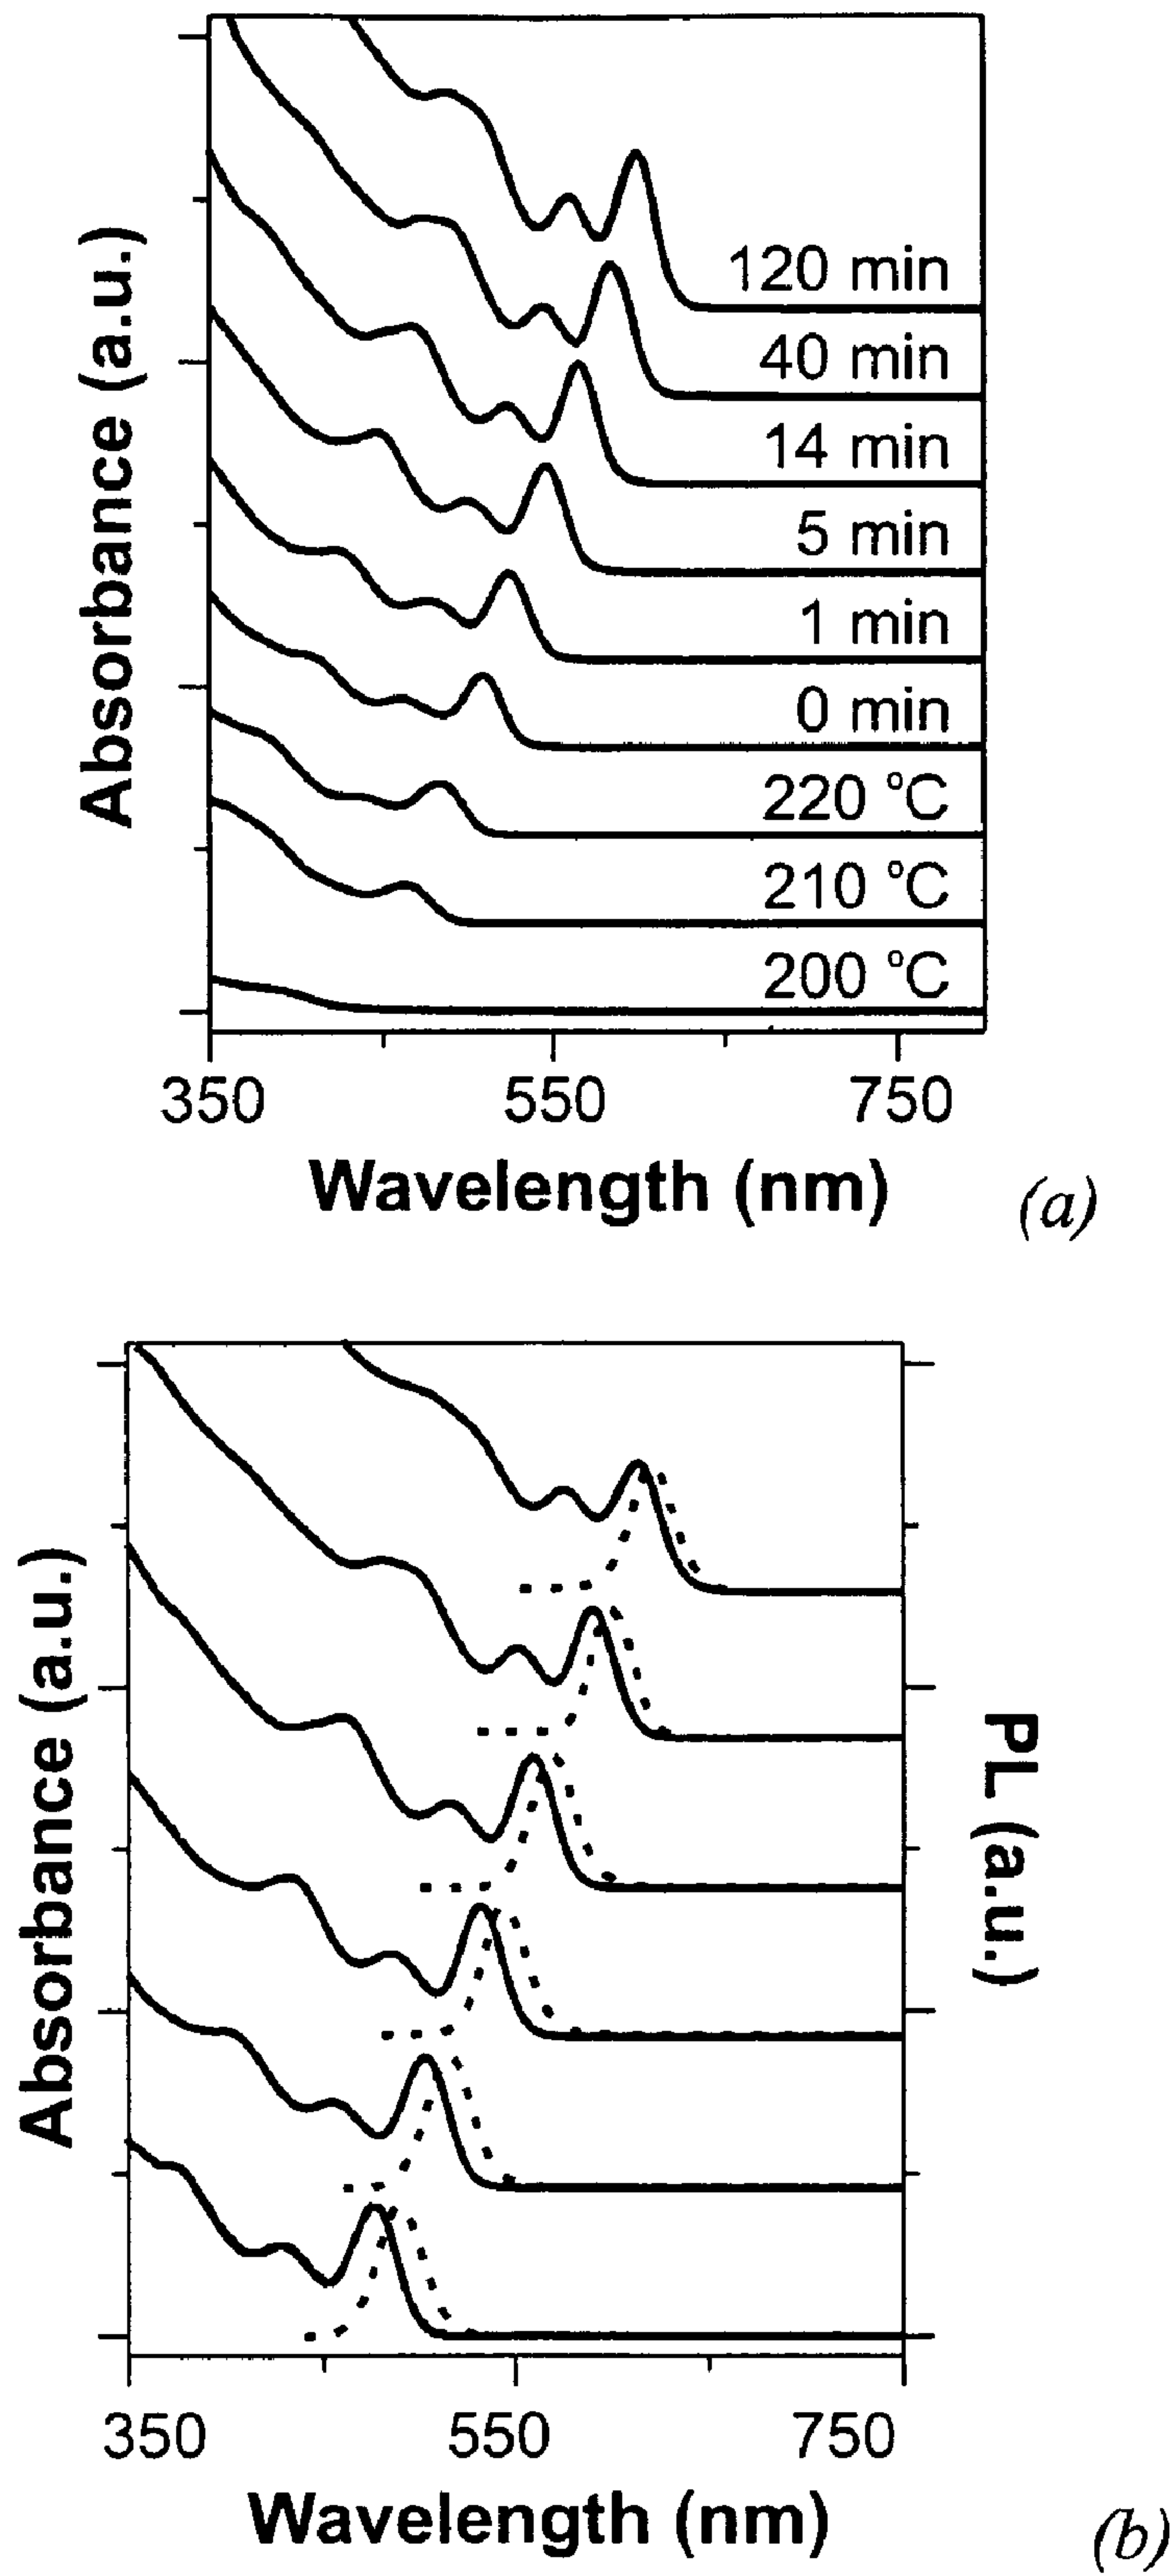 Absorbance (a.u.)
120 min
40 min
14 min
5 min
1 min
0 min
220 °C
210 °C
200 °C
350 550 750
Wavelength (nm)
(a)
Absorbance (a.u.)
PL (a.u.)
350 550 750
Wavelength (nm)
(b)